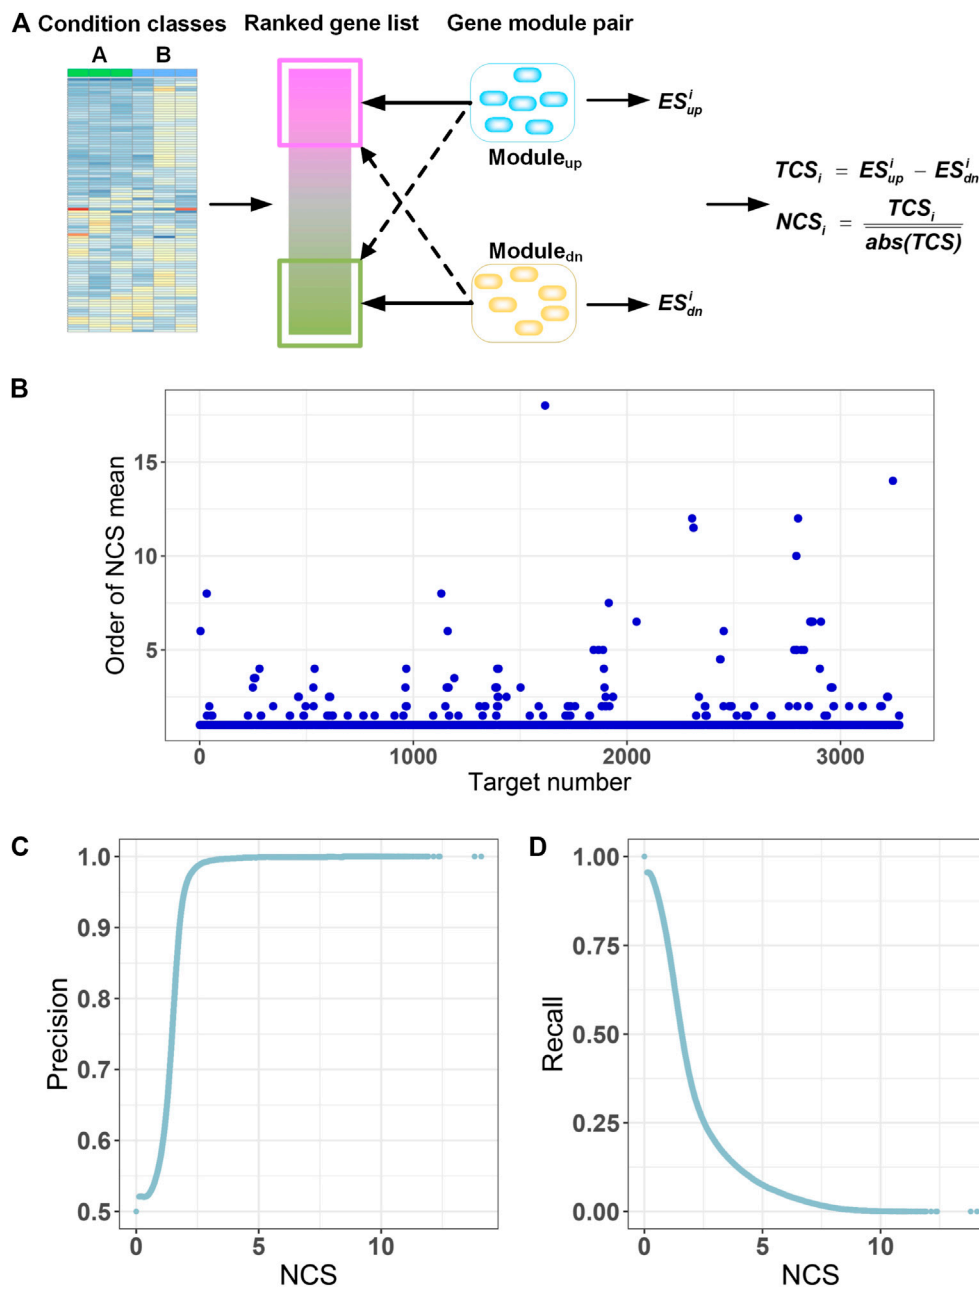 A Condition classes Ranked gene list Gene module pair
A B
ES^i_up
Module_up
TCS_i = ES^i_up − ES^i_dn
NCS_i = TCS_i / abs(TCS)
Module_dn
ES^i_dn
B
Order of NCS mean
15
10
5
0 1000 2000 3000
Target number
C
Precision
1.0
0.9
0.8
0.7
0.6
0.5
0 5 10
NCS
D
Recall
1.00
0.75
0.50
0.25
0.00
0 5 10
NCS